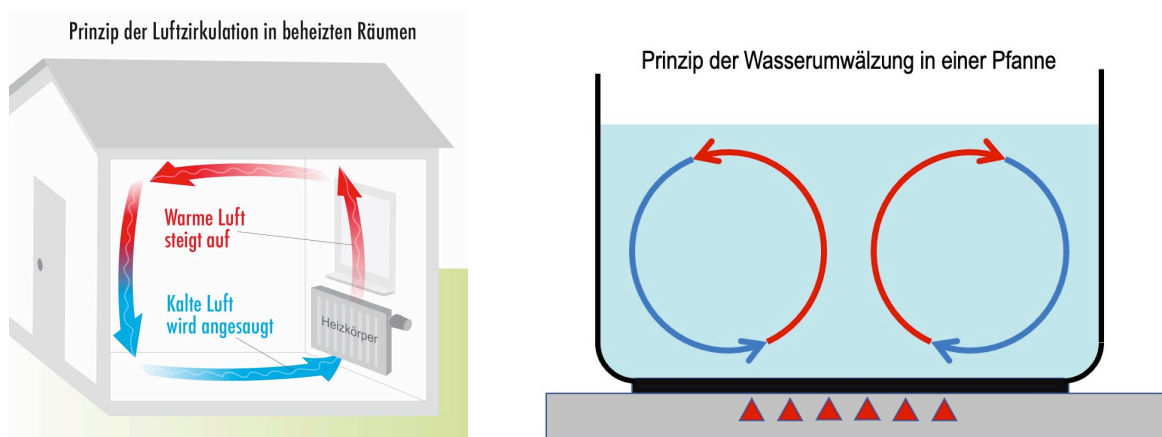 Prinzip der Luftzirkulation in beheizten Räumen
Warme Luft
steigt auf
Kalte Luft
wird angesaugt
Heizkörper
Prinzip der Wasserumwälzung in einer Pfanne